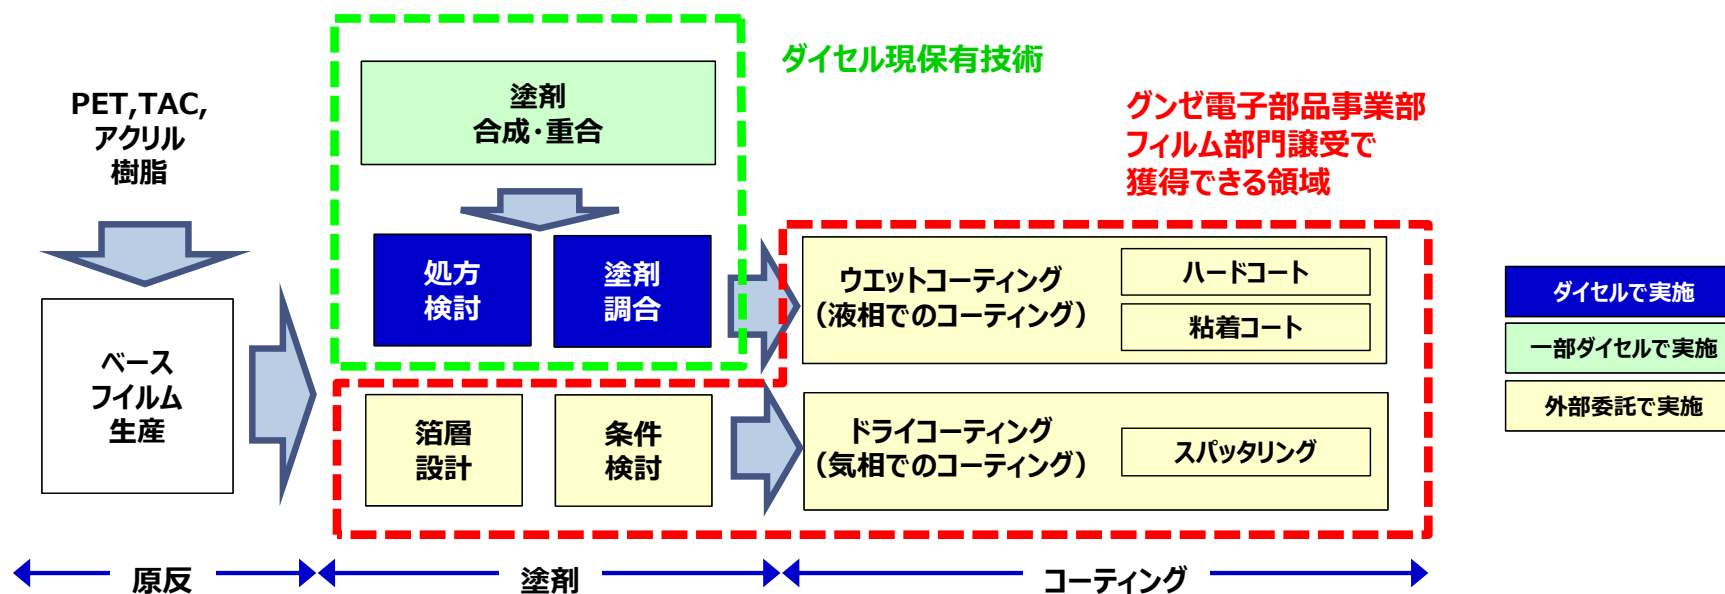 PET,TAC,
アクリル
樹脂
ベース
フイルム
生産
塗剤
合成・重合
処方
検討
塗剤
調合
箔層
設計
条件
検討
ダイセル現保有技術
グンゼ電子部品事業部
フィルム部門譲受で
獲得できる領域
ウエットコーティング
（液相でのコーティング）
ハードコート
粘着コート
ドライコーティング
（気相でのコーティング）
スパッタリング
ダイセルで実施
一部ダイセルで実施
外部委託で実施
原反
塗剤
コーティング